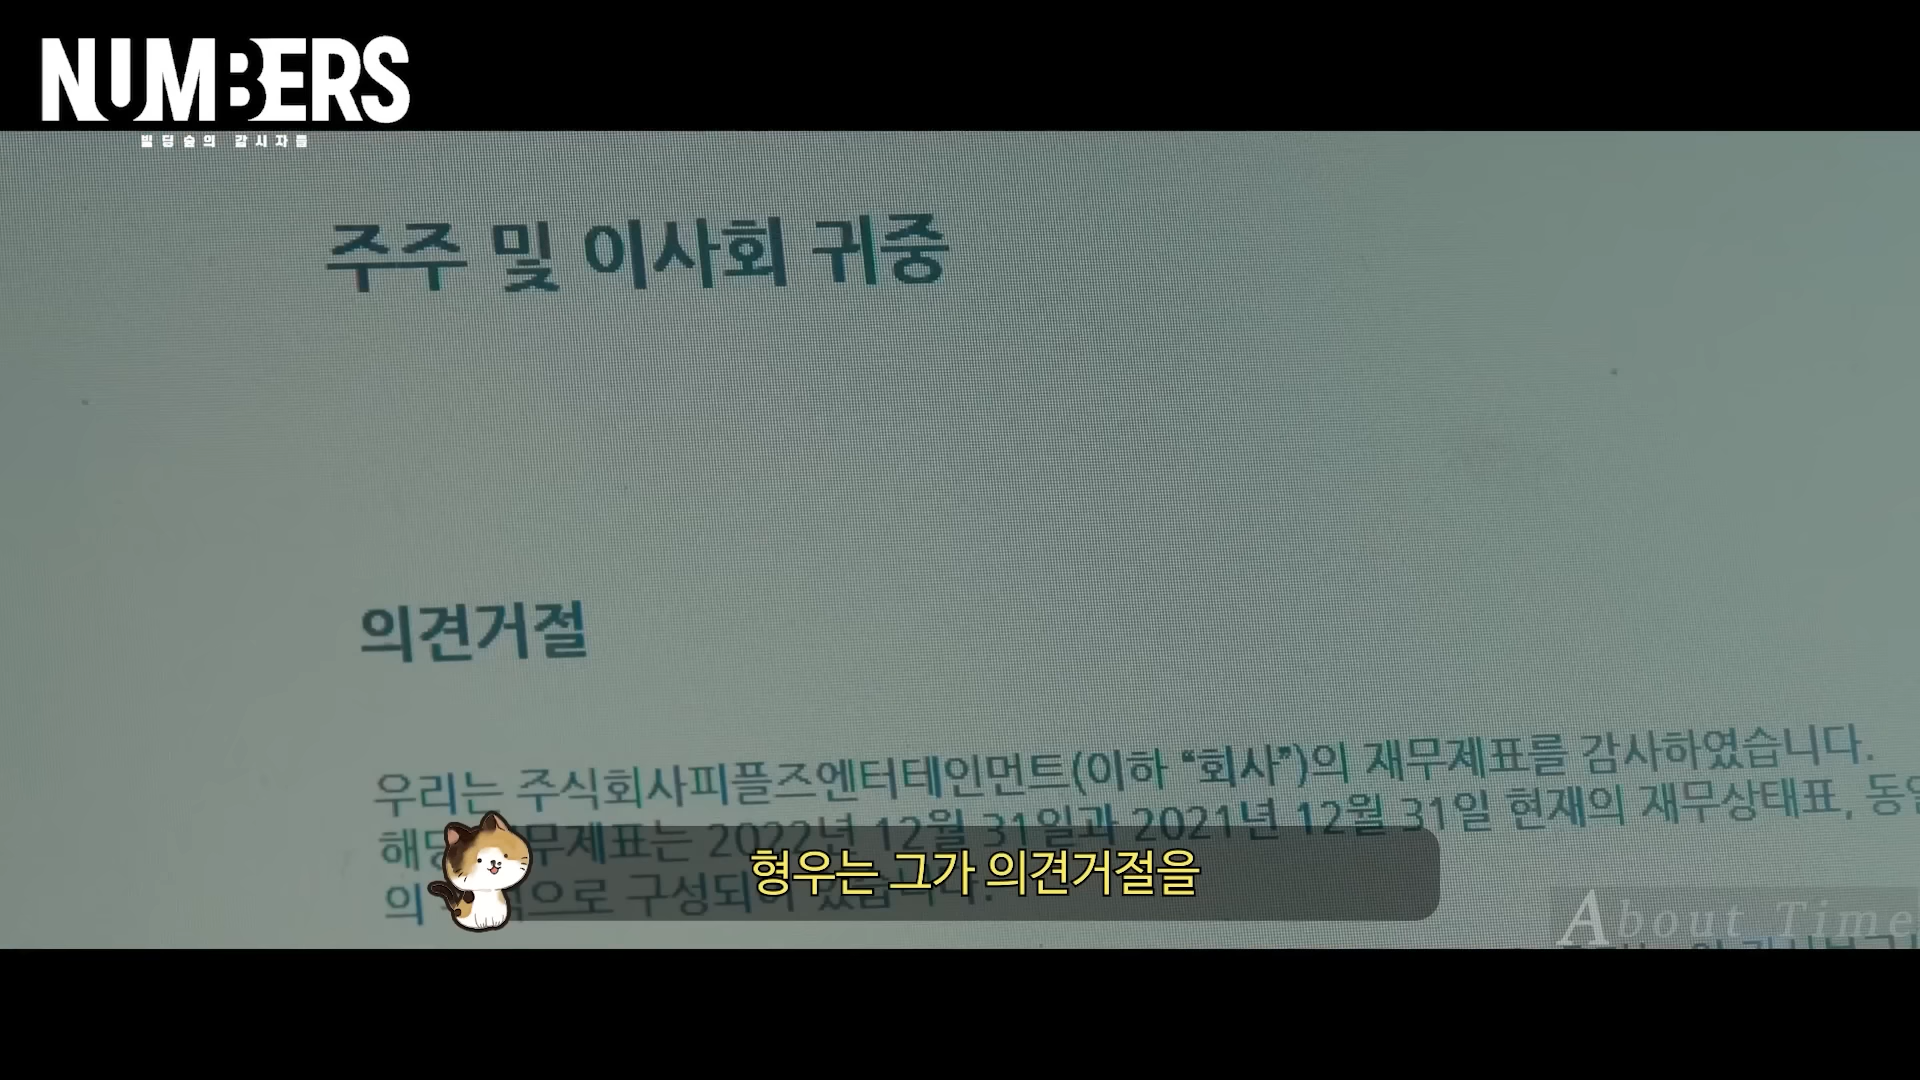 NUMBERS
빌딩숲의 감시자들
주주 및 이사회 귀중
의견거절
우리는 주식회사피플즈엔터테인먼트(이하 “회사”)의 재무제표를 감사하였습니다.
무제표는 2022년 12월 31일과 2021년 12월 31일 현재의 재무상태표,
의 으로 구성되어 있습니다.
형우는 그가 의견거절을
About Time